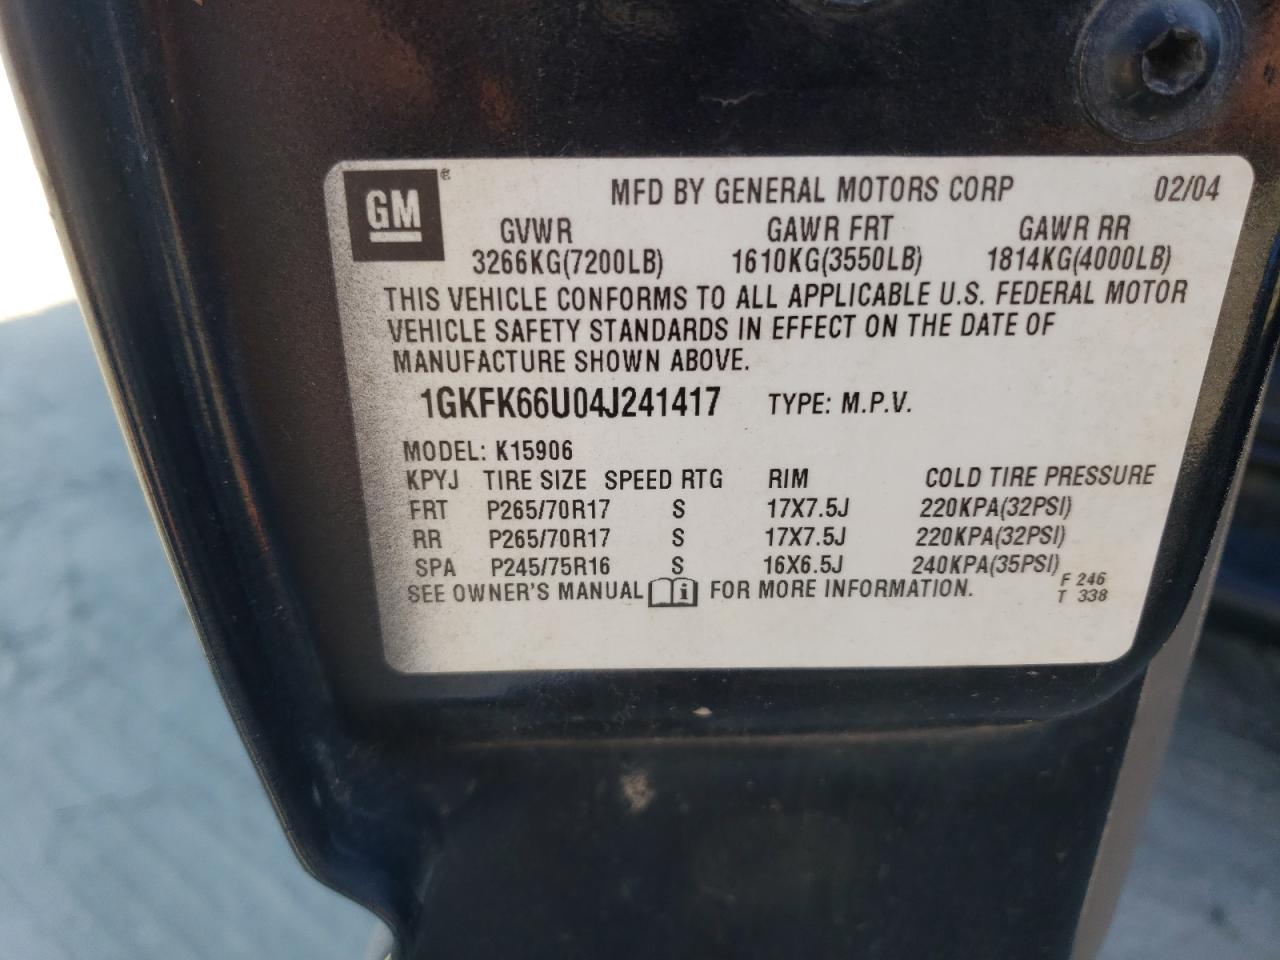 GM® MFD BY GENERAL MOTORS CORP 02/04
GVWR GAWR FRT GAWR RR
3266KG(7200LB) 1610KG(3550LB) 1814KG(4000LB)
THIS VEHICLE CONFORMS TO ALL APPLICABLE U.S. FEDERAL MOTOR
VEHICLE SAFETY STANDARDS IN EFFECT ON THE DATE OF
MANUFACTURE SHOWN ABOVE.
1GKFK66U04J241417 TYPE: M.P.V.
MODEL: K15906
KPYJ TIRE SIZE SPEED RTG RIM COLD TIRE PRESSURE
FRT P265/70R17 S 17X7.5J 220KPA(32PSI)
RR P265/70R17 S 17X7.5J 220KPA(32PSI)
SPA P245/75R16 S 16X6.5J 240KPA(35PSI)
SEE OWNER'S MANUAL i FOR MORE INFORMATION.
F 246
T 338